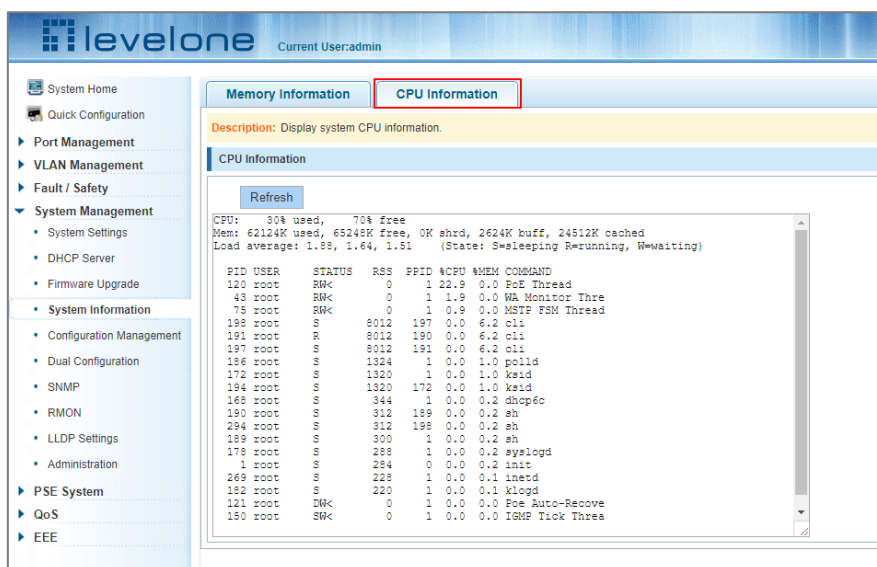 levelone Current User:admin
System Home
Quick Configuration
Port Management
VLAN Management
Fault / Safety
System Management
System Settings
DHCP Server
Firmware Upgrade
System Information
Configuration Management
Dual Configuration
SNMP
RMON
LLDP Settings
Administration
PSE System
QoS
EEE
Memory Information CPU Information
Description: Display system CPU information.
CPU Information
Refresh
CPU: 30% used, 70% free
Mem: 62124K used, 65248K free, 0K shrd, 2624K buff, 24512K cached
Load average: 1.88, 1.64, 1.51 (State: S=sleeping R=running, W=waiting)
PID USER STATUS RSS PPID %CPU %MEM COMMAND
120 root RW< 0 1 22.9 0.0 PoE Thread
43 root RW< 0 1 1.9 0.0 WA Monitor Thre
75 root RW< 0 1 0.9 0.0 MSTP FSM Thread
198 root S 8012 197 0.0 6.2 cli
191 root R 8012 190 0.0 6.2 cli
197 root S 8012 191 0.0 6.2 cli
186 root S 1324 1 0.0 1.0 polld
172 root S 1320 1 0.0 1.0 ksid
194 root S 1320 172 0.0 1.0 ksid
168 root S 344 1 0.0 0.2 dhcp6c
190 root S 312 189 0.0 0.2 sh
294 root S 312 198 0.0 0.2 sh
189 root S 300 1 0.0 0.2 sh
178 root S 288 1 0.0 0.2 syslogd
1 root S 284 0 0.0 0.2 init
269 root S 228 1 0.0 0.1 inetd
182 root S 220 1 0.0 0.1 klogd
121 root DW< 0 1 0.0 0.0 Poe Auto-Recove
150 root SW< 0 1 0.0 0.0 IGMP Tick Threa